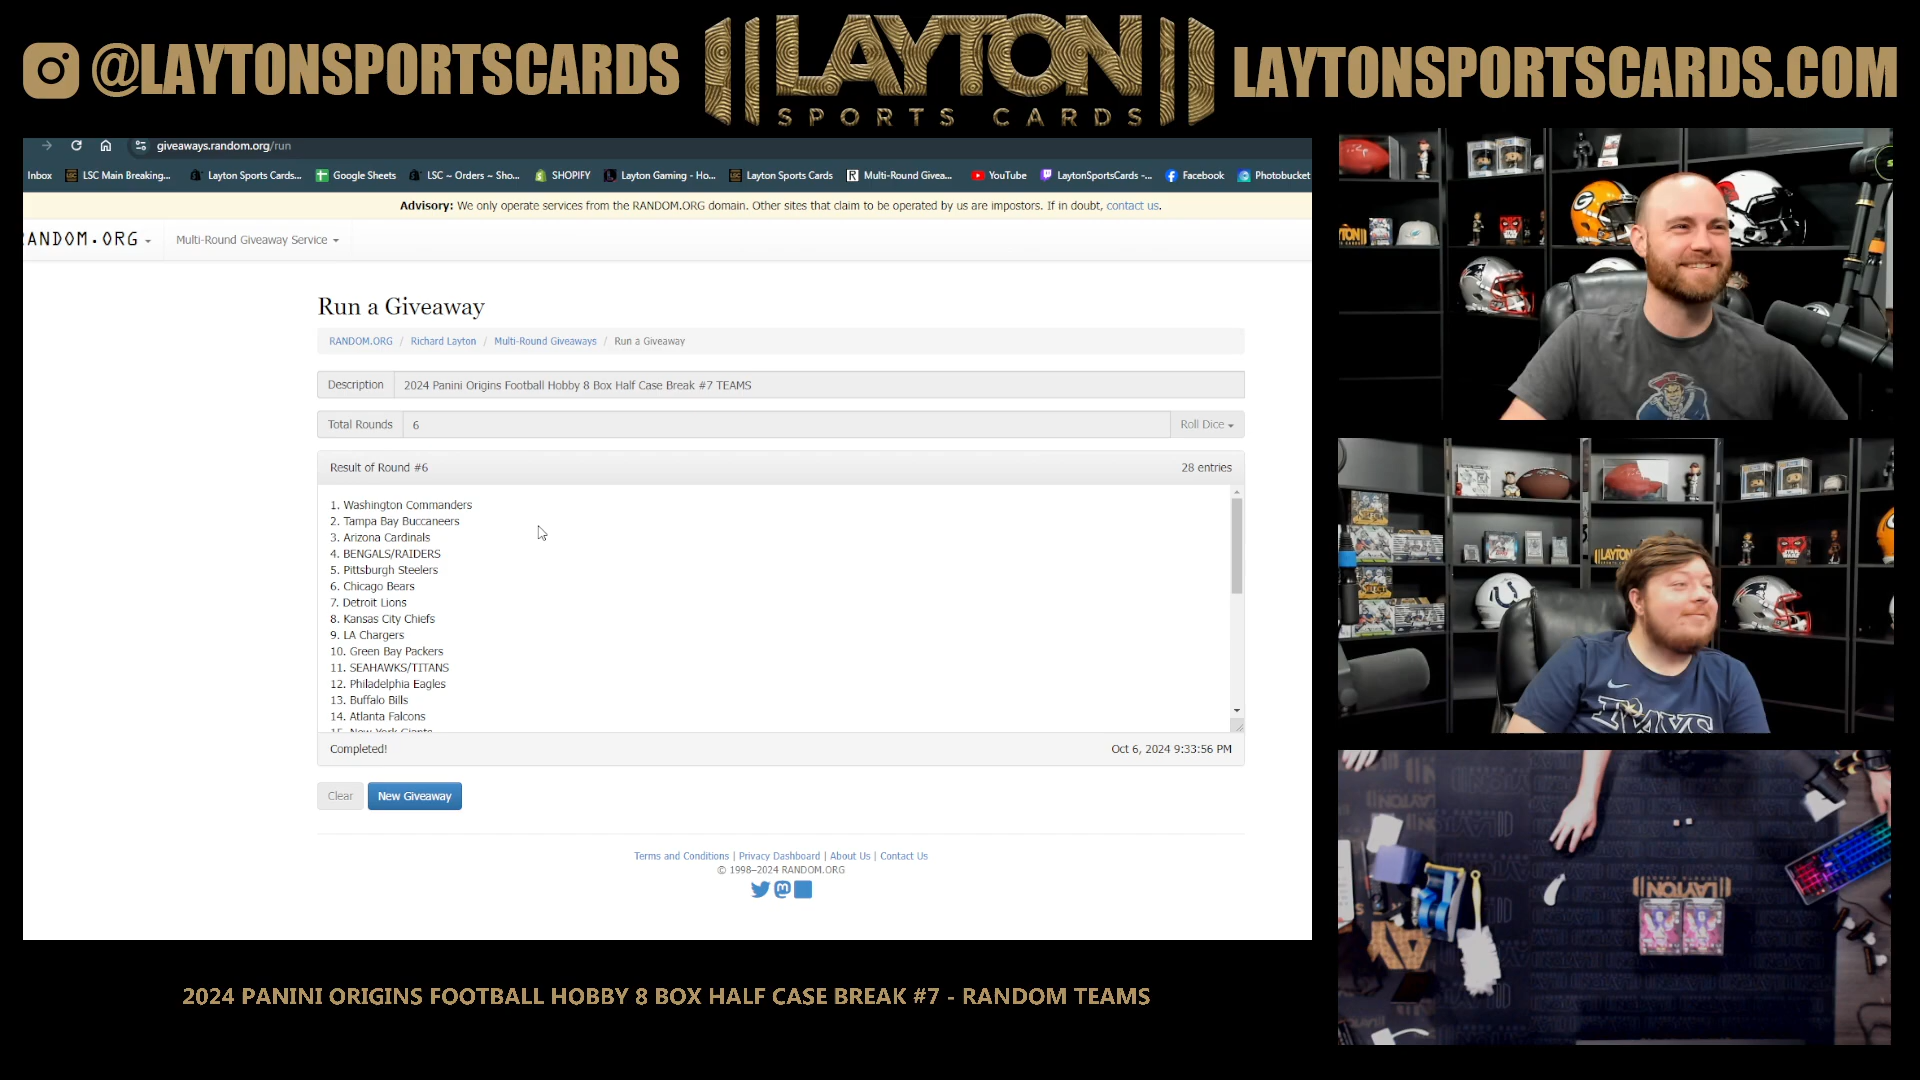 @LAYTONSPORTSCARDS
LAYTON
SPORTS CARDS
LAYTONSPORTSCARDS.COM
giveaways.random.org/run
Inbox
LSC Main Breaking...
Layton Sports Cards...
Google Sheets
LSC ~ Orders ~ Sho...
SHOPIFY
Layton Gaming - Ho...
Layton Sports Cards
Multi-Round Givea...
YouTube
LaytonSportsCards -...
Facebook
Photobucket
Advisory: We only operate services from the RANDOM.ORG domain. Other sites that claim to be operated by us are impostors. If in doubt, contact us.
RANDOM.ORG
Multi-Round Giveaway Service
Run a Giveaway
RANDOM.ORG / Richard Layton / Multi-Round Giveaways / Run a Giveaway
Description 2024 Panini Origins Football Hobby 8 Box Half Case Break #7 TEAMS
Total Rounds 6 Roll Dice
Result of Round #6 28 entries
1. Washington Commanders
2. Tampa Bay Buccaneers
3. Arizona Cardinals
4. BENGALS/RAIDERS
5. Pittsburgh Steelers
6. Chicago Bears
7. Detroit Lions
8. Kansas City Chiefs
9. LA Chargers
10. Green Bay Packers
11. SEAHAWKS/TITANS
12. Philadelphia Eagles
13. Buffalo Bills
14. Atlanta Falcons
15. New York Giants
Completed! Oct 6, 2024 9:33:56 PM
Clear New Giveaway
Terms and Conditions | Privacy Dashboard | About Us | Contact Us
© 1998–2024 RANDOM.ORG
2024 PANINI ORIGINS FOOTBALL HOBBY 8 BOX HALF CASE BREAK #7 - RANDOM TEAMS
LAYTON
LAYTON
RAYS
LAYTON